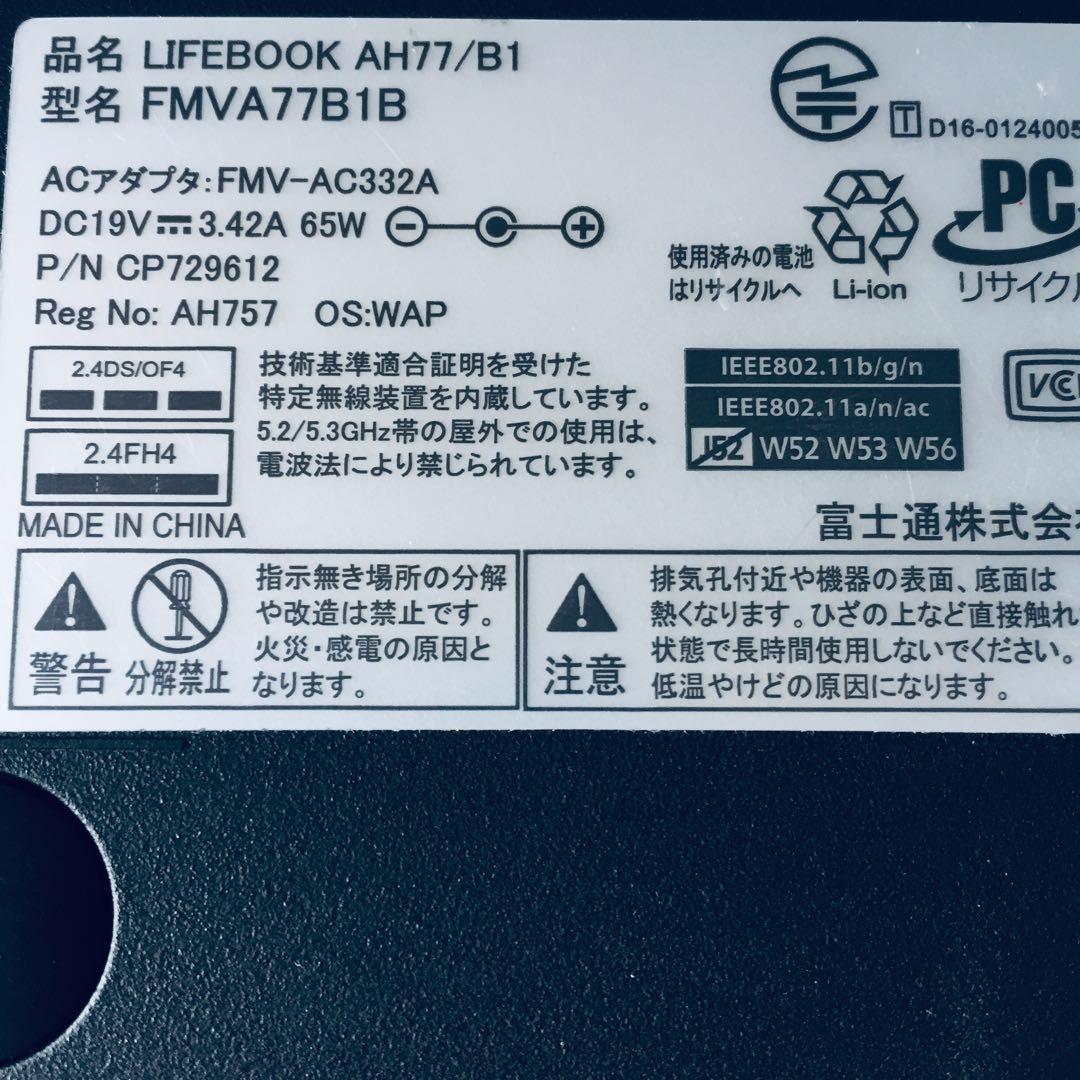 品名 LIFEBOOK AH77/B1
型名 FMVA77B1B
T D16-0124005
ACアダプタ:FMV-AC332A
DC19V⎓3.42A 65W
P/N CP729612
Reg No: AH757 OS:WAP
使用済みの電池
はリサイクルへ
Li-ion
PC
リサイクル
2.4DS/OF4
2.4FH4
技術基準適合証明を受けた
特定無線装置を内蔵しています。
5.2/5.3GHz帯の屋外での使用は、
電波法により禁じられています。
IEEE802.11b/g/n
IEEE802.11a/n/ac
J52 W52 W53 W56
VC
MADE IN CHINA
富士通株式会
警告
分解禁止
指示無き場所の分解
や改造は禁止です。
火災・感電の原因と
なります。
注意
排気孔付近や機器の表面、底面は
熱くなります。ひざの上など直接触れ
状態で長時間使用しないでください。
低温やけどの原因になります。